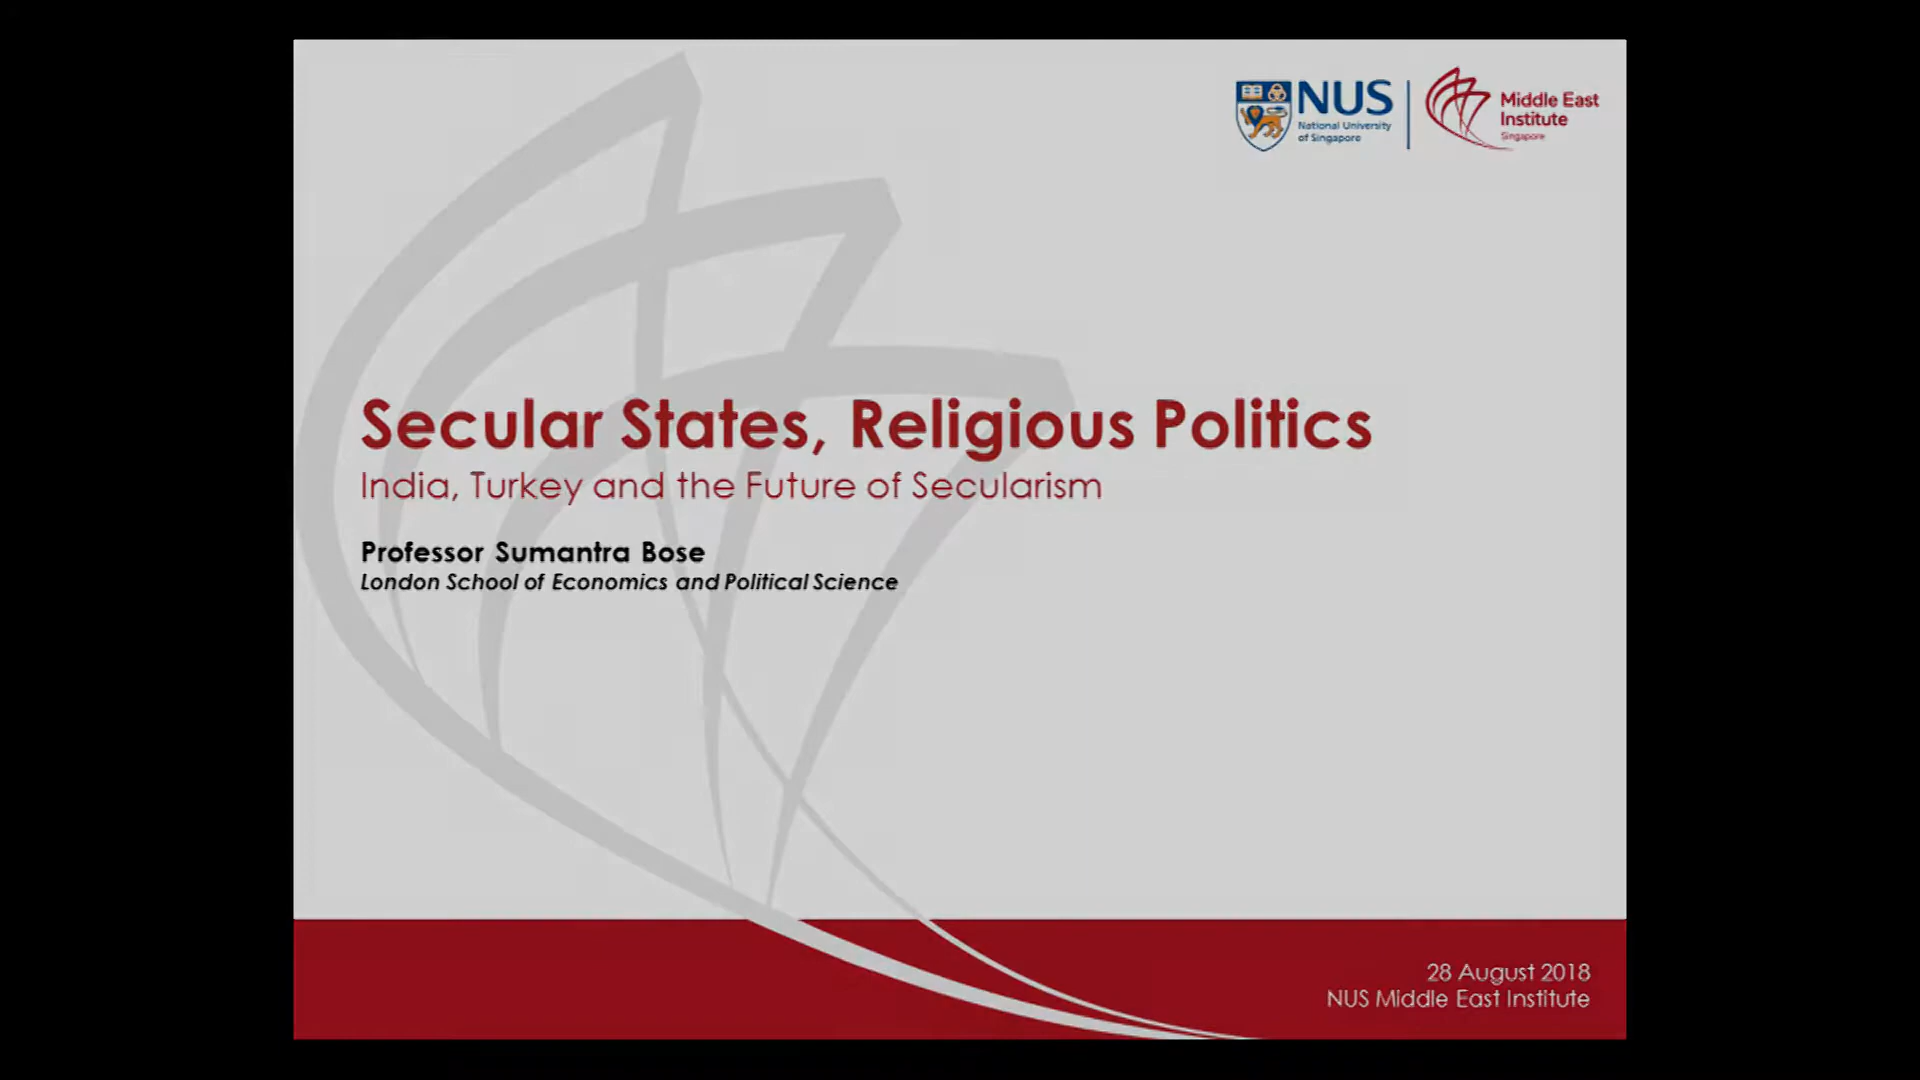 NUS
National University
of Singapore
Middle East
Institute
Singapore
Secular States, Religious Politics
India, Turkey and the Future of Secularism
Professor Sumantra Bose
London School of Economics and Political Science
28 August 2018
NUS Middle East Institute